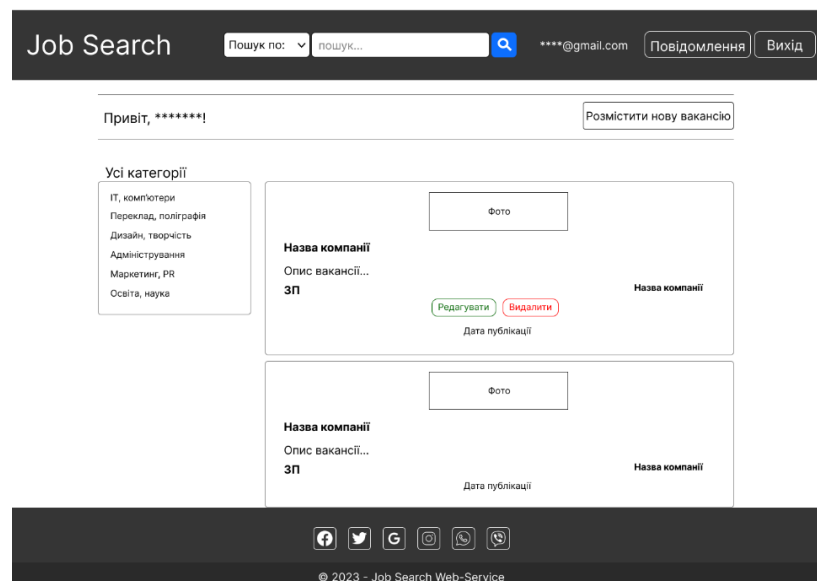 Job Search
Пошук по:
пошук...
****@gmail.com
Повідомлення
Вихід
Привіт, *******!
Розмістити нову вакансію
Усі категорії
IT, комп'ютери
Переклад, поліграфія
Дизайн, творчість
Адміністрування
Маркетинг, PR
Освіта, наука
Фото
Назва компанії
Опис вакансії...
ЗП
Назва компанії
Редагувати
Видалити
Дата публікації
Фото
Назва компанії
Опис вакансії...
ЗП
Назва компанії
Дата публікації
© 2023 - Job Search Web-Service